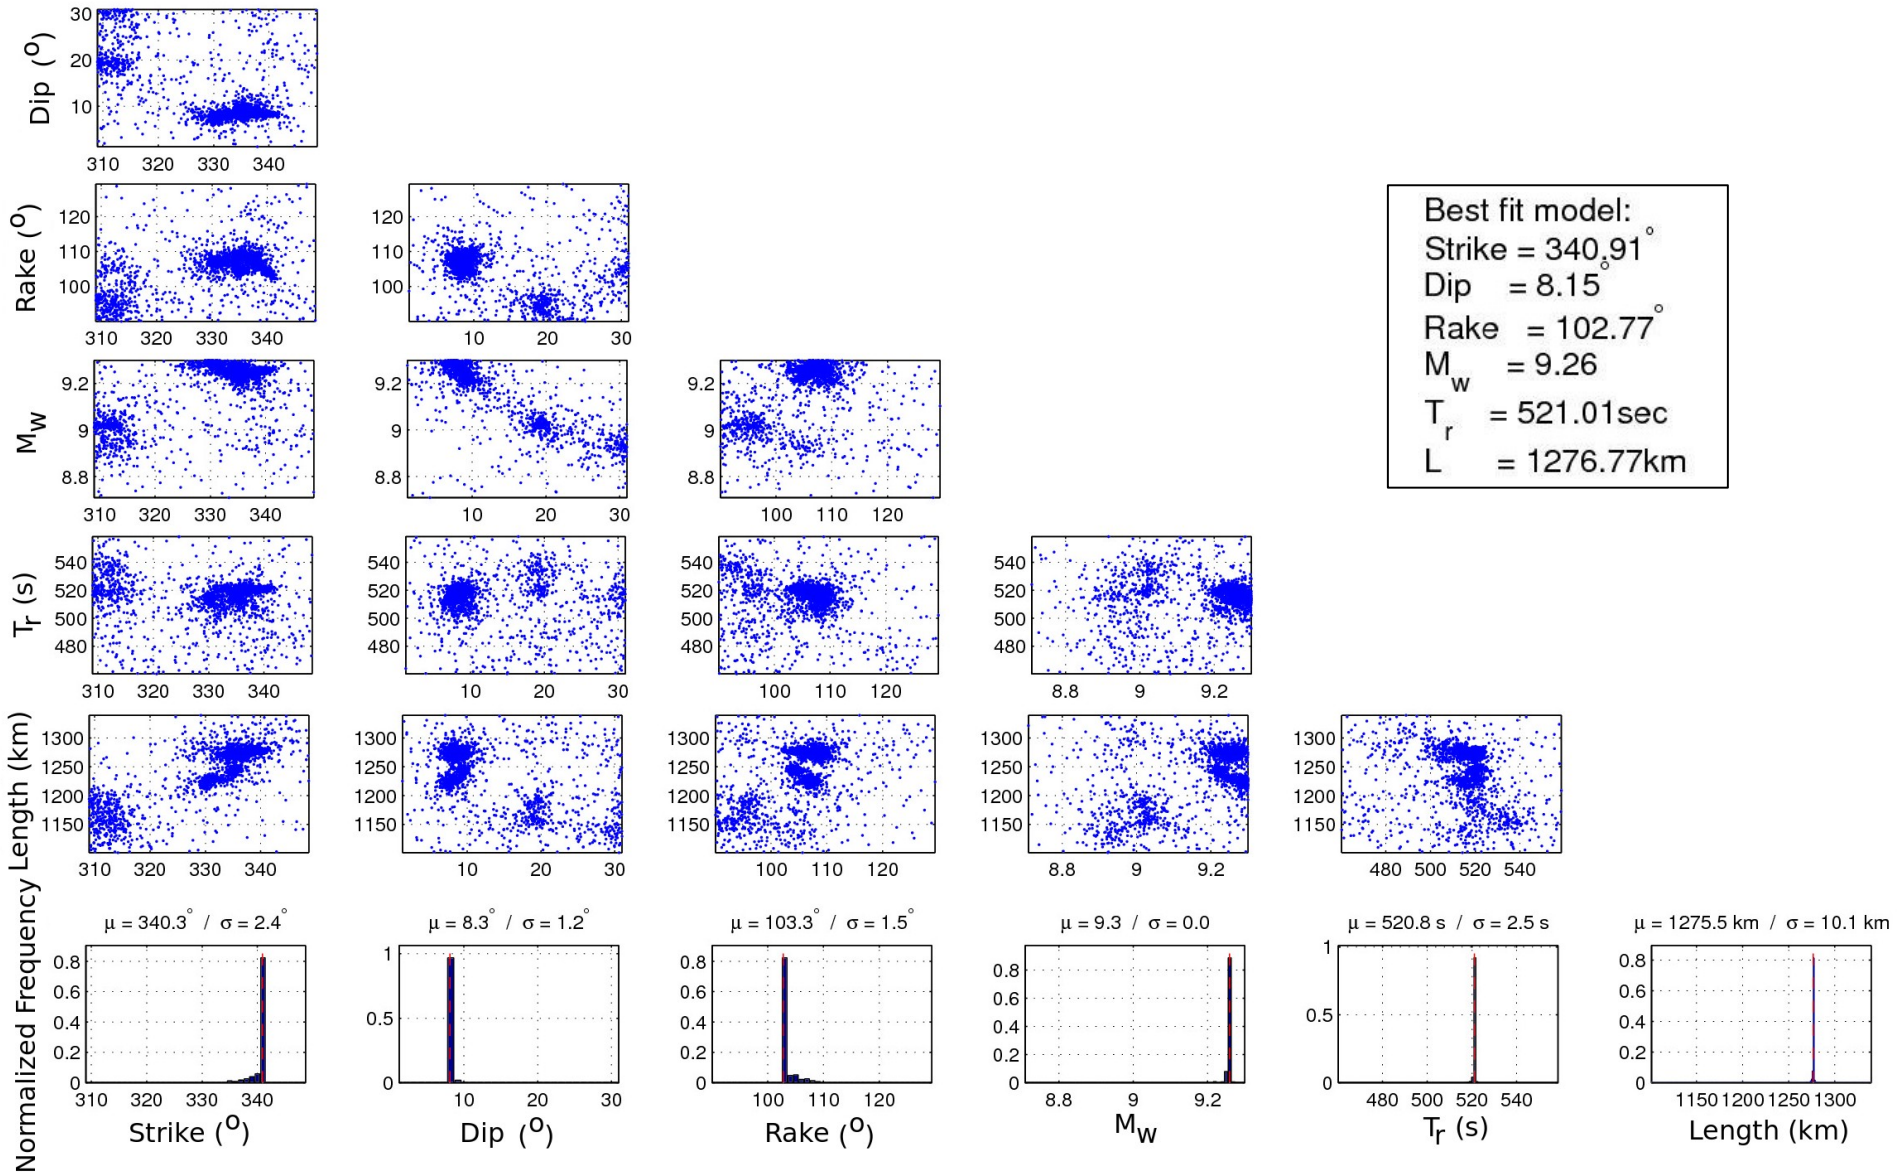 Dip (o)
30
20
10
310 320 330 340
Rake (o)
120
110
100
310 320 330 340
120
110
100
10 20 30
Best fit model:
Strike = 340.91°
Dip = 8.15°
Rake = 102.77°
Mw = 9.26
Tr = 521.01sec
L = 1276.77km
Mw
9.2
9
8.8
310 320 330 340
9.2
9
8.8
10 20 30
9.2
9
8.8
100 110 120
Tr (s)
540
520
500
480
310 320 330 340
540
520
500
480
10 20 30
540
520
500
480
100 110 120
540
520
500
480
8.8 9 9.2
Length (km)
1300
1250
1200
1150
310 320 330 340
1300
1250
1200
1150
10 20 30
1300
1250
1200
1150
100 110 120
1300
1250
1200
1150
8.8 9 9.2
1300
1250
1200
1150
480 500 520 540
Normalized Frequency
μ = 340.3° / σ = 2.4°
0.8
0.6
0.4
0.2
0
310 320 330 340
Strike (o)
μ = 8.3° / σ = 1.2°
1
0.5
0
10 20 30
Dip (o)
μ = 103.3° / σ = 1.5°
0.8
0.6
0.4
0.2
0
100 110 120
Rake (o)
μ = 9.3 / σ = 0.0
0.8
0.6
0.4
0.2
0
8.8 9 9.2
Mw
μ = 520.8 s / σ = 2.5 s
1
0.5
0
480 500 520 540
Tr (s)
μ = 1275.5 km / σ = 10.1 km
0.8
0.6
0.4
0.2
0
1150 1200 1250 1300
Length (km)